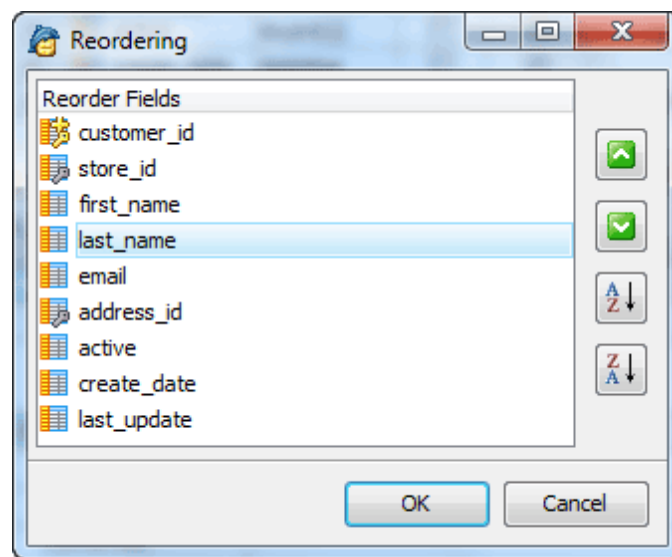 Reordering
Reorder Fields
customer_id
store_id
first_name
last_name
email
address_id
active
create_date
last_update
A
Z
Z
A
OK
Cancel